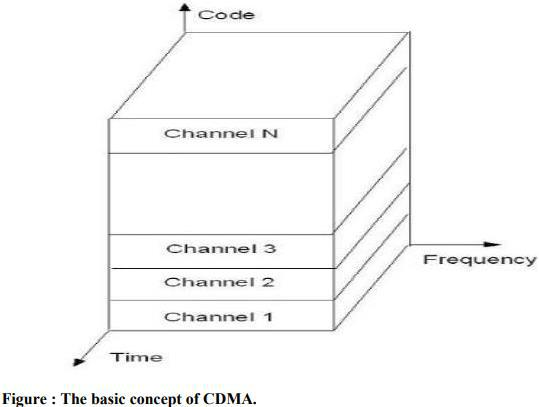 Code
Channel N
Channel 3
Frequency
Channel 2
Channel 1
Time
Figure : The basic concept of CDMA.